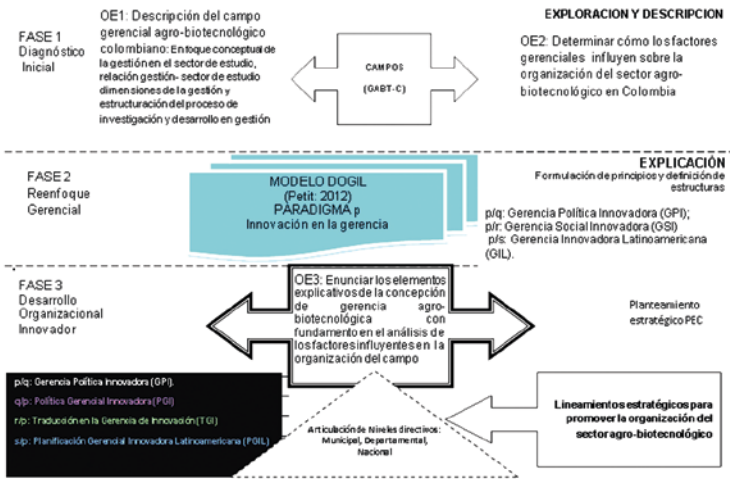 FASE 1
Diagnóstico
Inicial
OE1: Descripción del campo
gerencial agro-biotecnológico
colombiano: Enfoque conceptual de
la gestión en el sector de estudio,
relación gestión- sector de estudio
dimensiones de la gestión y
estructuración del proceso de
investigación y desarrollo en gestión
CAMPOS
(GABT-C)
EXPLORACION Y DESCRIPCION
OE2: Determinar cómo los factores
gerenciales influyen sobre la
organización del sector agro-
biotecnológico en Colombia
FASE 2
Reenfoque
Gerencial
MODELO DOGIL
(Petit: 2012)
PARADIGMA p
Innovación en la gerencia
EXPLICACIÓN
Formulación de principios y definición de
estructuras
p/q: Gerencia Política Innovadora (GPI);
p/r: Gerencia Social Innovadora (GSI)
p/s: Gerencia Innovadora Latinoamericana
(GIL).
FASE 3
Desarrollo
Organizacional
Innovador
OE3: Enunciar los elementos
explicativos de la concepción
de gerencia agro-
biotecnológica con
fundamento en el análisis de
los factores influyentes en la
organización del campo
Planteamiento
estratégico PEC
p/q: Gerencia Política Innovadora (GPI).
q/p: Política Gerencial Innovadora (PGI)
r/p: Traducción en la Gerencia de Innovación (TGI)
s/p: Planificación Gerencial Innovadora Latinoamericana (PGIL)
Articulación de Niveles directivos:
Municipal, Departamental,
Nacional
Lineamientos estratégicos para
promover la organización del
sector agro-biotecnológico